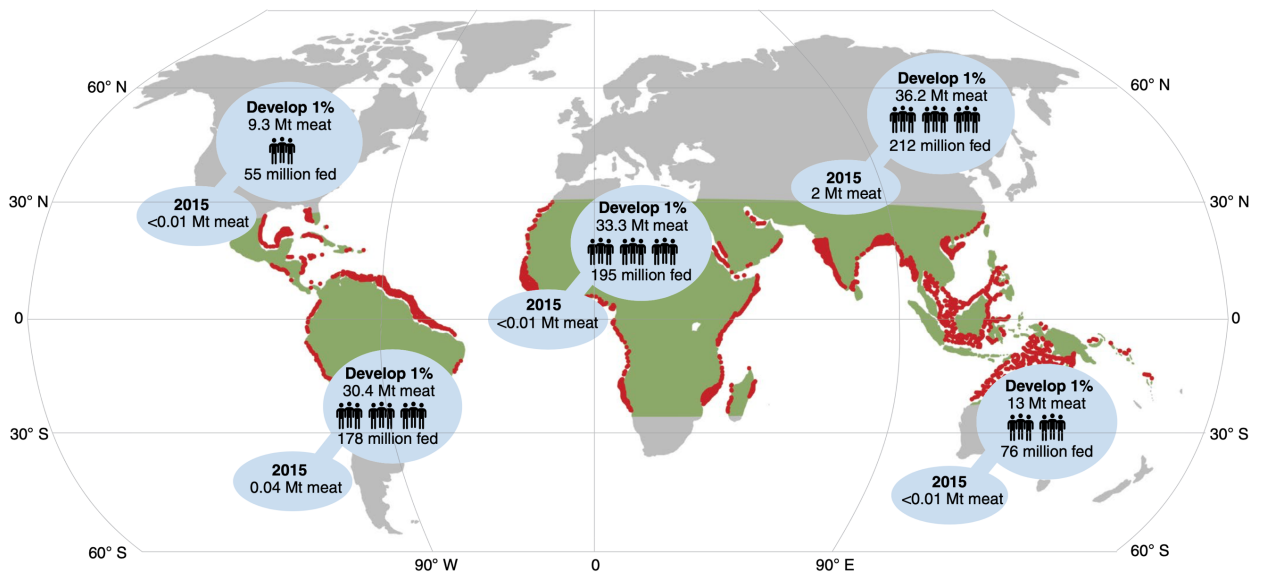 60° N
60° N
Develop 1%
36.2 Mt meat
212 million fed
Develop 1%
9.3 Mt meat
55 million fed
2015
2 Mt meat
30° N
30° N
2015
<0.01 Mt meat
Develop 1%
33.3 Mt meat
195 million fed
2015
<0.01 Mt meat
0
0
Develop 1%
30.4 Mt meat
178 million fed
Develop 1%
13 Mt meat
76 million fed
30° S
30° S
2015
0.04 Mt meat
2015
<0.01 Mt meat
60° S
60° S
90° W
0
90° E